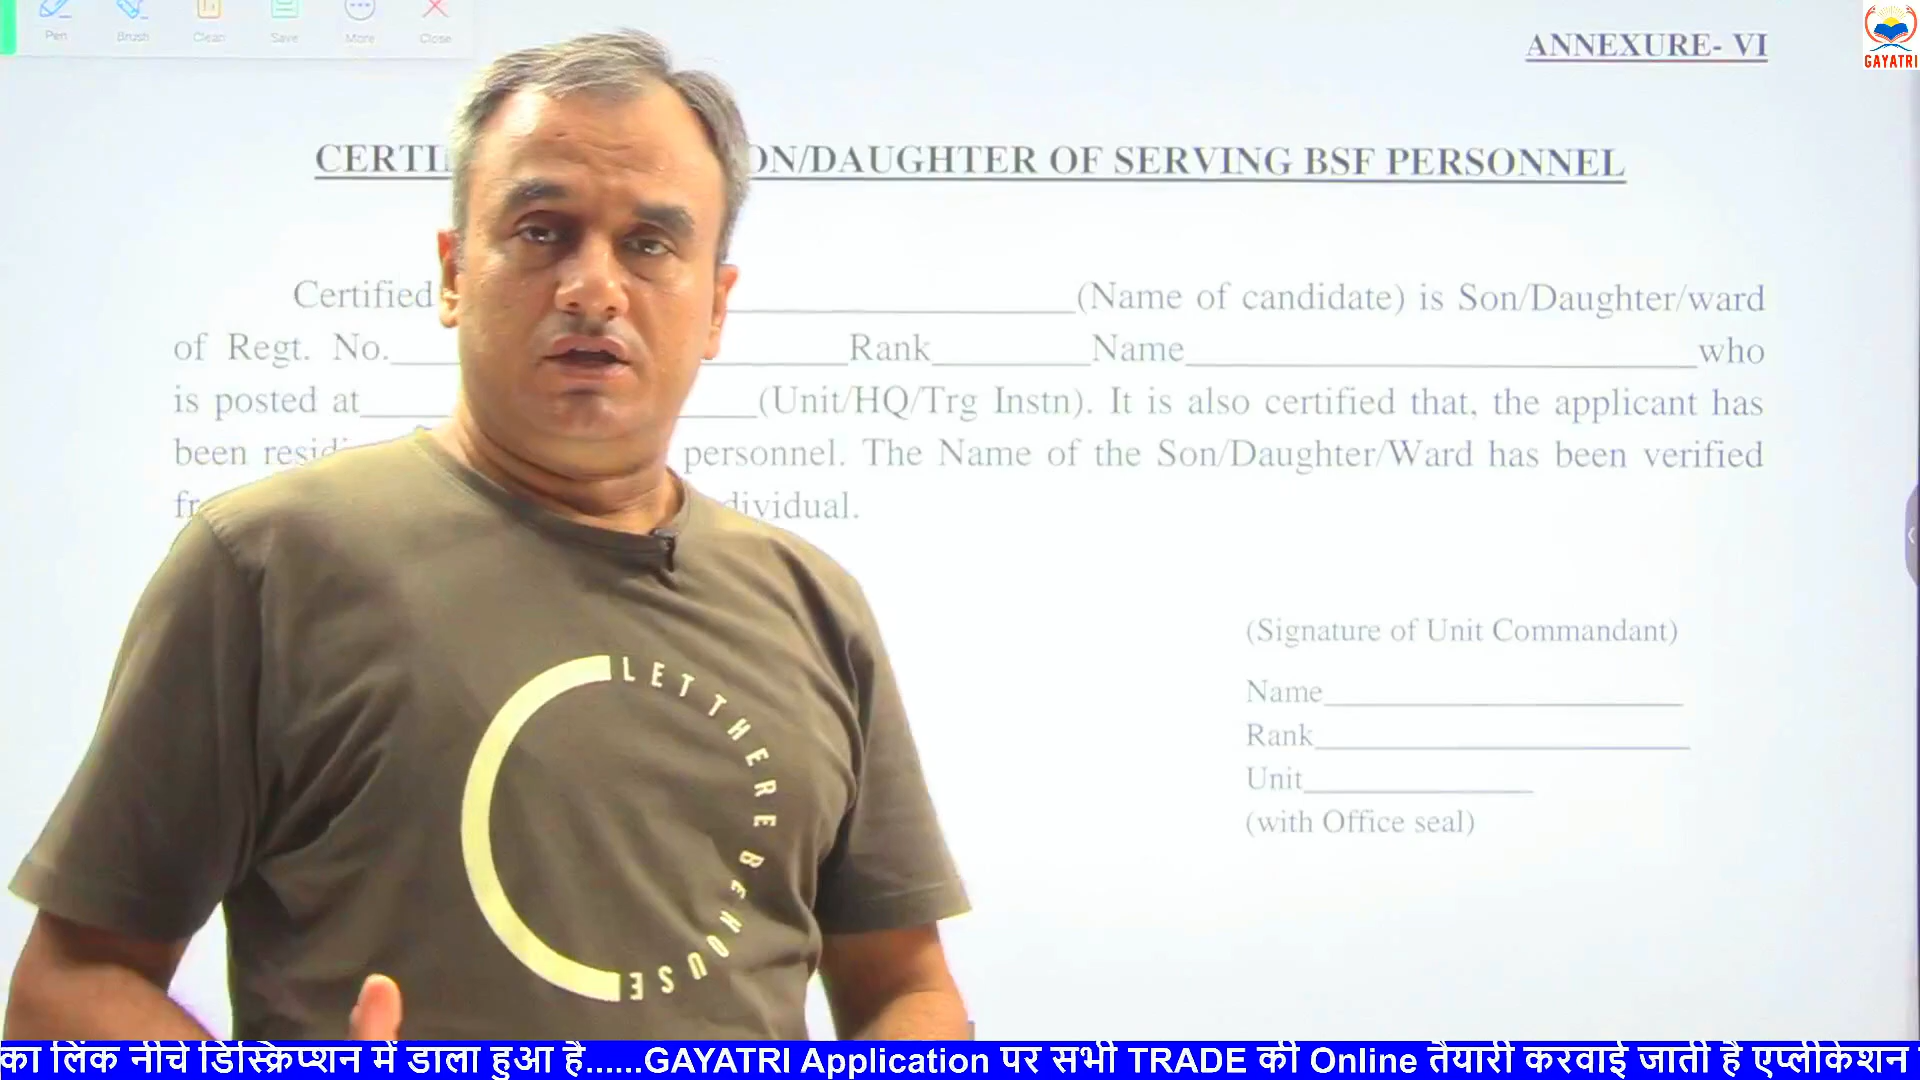 Pen Brush Clean Save More Close
ANNEXURE- VI
GAYATRI
ON/DAUGHTER OF SERVING BSF PERSONNEL
Certified (Name of candidate) is Son/Daughter/ward
of Regt. No. Rank Name who
is posted at (Unit/HQ/Trg Instn). It is also certified that, the applicant has
been personnel. The Name of the Son/Daughter/Ward has been verified
(Signature of Unit Commandant)
Name
Rank
Unit
(with Office seal)
LET THERE BE HOUSE
का लिंक नीचे डिस्क्रिप्शन में डाला हुआ है......GAYATRI Application पर सभी TRADE की Online तैयारी करवाई जाती है एप्लीकेशन